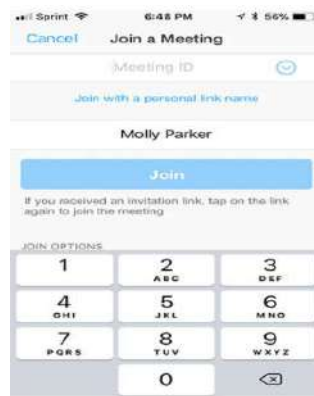 Sprint 6:48 PM 56%
Cancel Join a Meeting
Meeting ID
Join with a personal link name
Molly Parker
Join
If you received an invitation link, tap on the link
again to join the meeting
JOIN OPTIONS
1 2 3
ABC DEF
4 5 6
GHI JKL MNO
7 8 9
PQRS TUV WXYZ
0